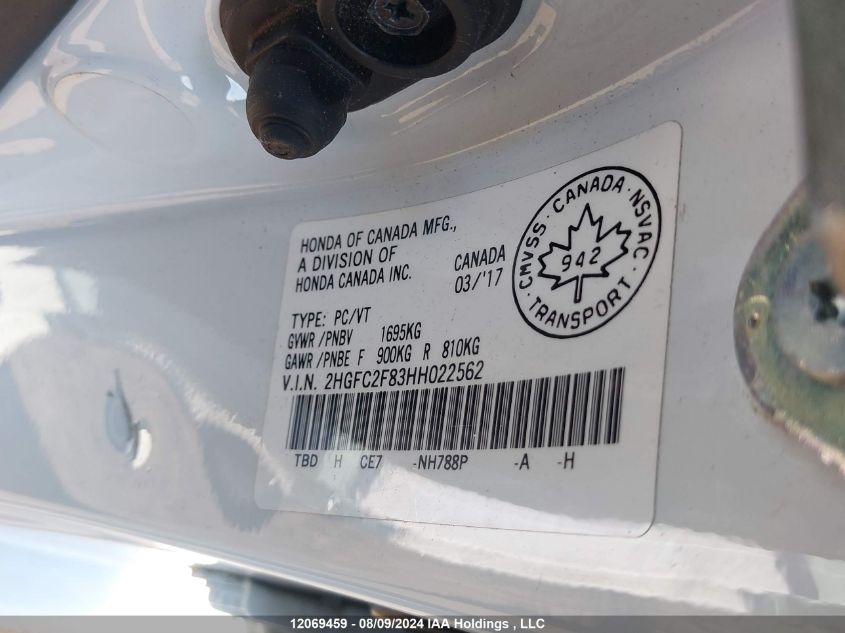 HONDA OF CANADA MFG.,
A DIVISION OF
HONDA CANADA INC.
CANADA
03/'17
CMVSS · CANADA · NSVAC
942
· TRANSPORT ·
TYPE: PC/VT
GVWR/PNBV 1695KG
GAWR/PNBE F 900KG R 810KG
V.I.N. 2HGFC2F83HH022562
TBD H CE7 -NH788P -A -H
12069459 - 08/09/2024 IAA Holdings , LLC